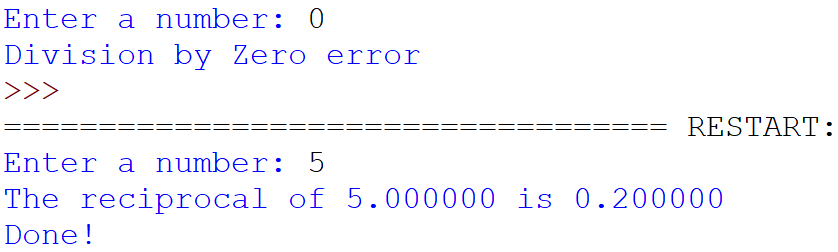 Enter a number: 0
Division by Zero error
>>>
=================================== RESTART:
Enter a number: 5
The reciprocal of 5.000000 is 0.200000
Done!